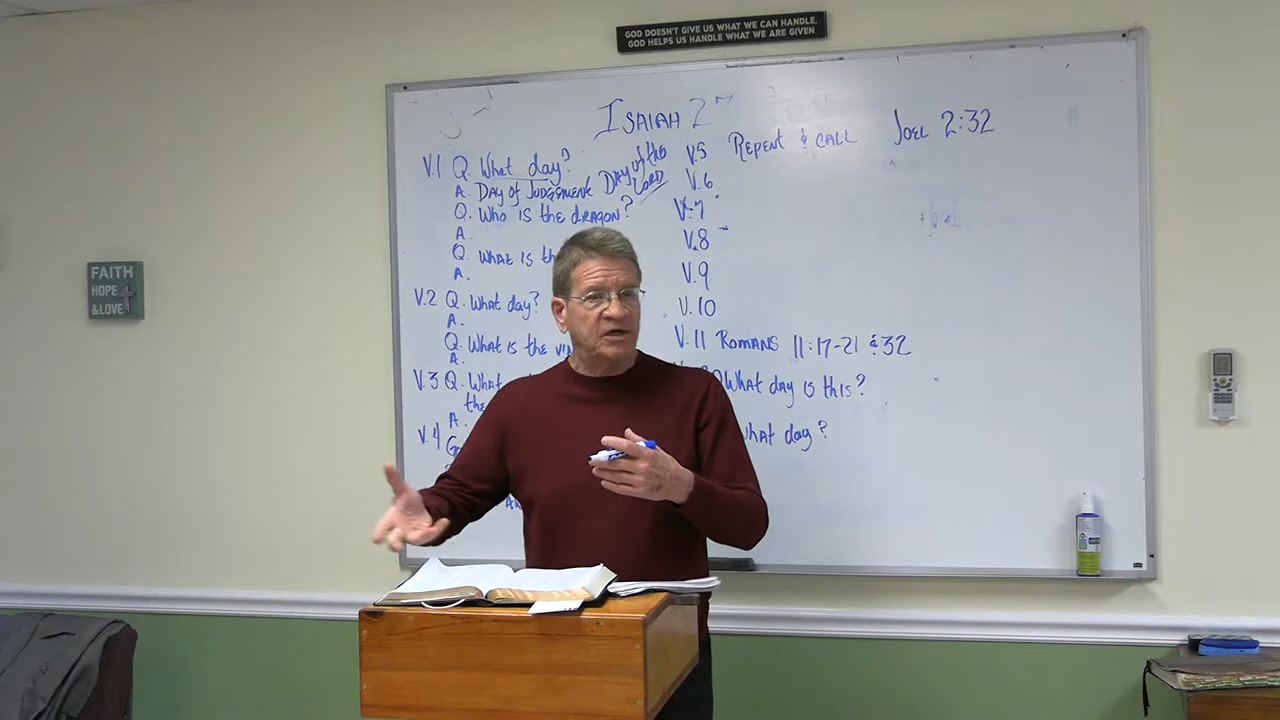 GOD DOESN'T GIVE US WHAT WE CAN HANDLE,
GOD HELPS US HANDLE WHAT WE ARE GIVEN
FAITH
HOPE
& LOVE
ISAIAH 27
V.1 Q. What day?
A. DAY of JUDGEMENT DAY of the LORD
Q. Who is the DRAGON?
A.
Q. WHAT IS
A.
V.2 Q. What day?
A.
Q. What is the
A.
V.3 Q. What
the
A.
V.4
V.5 REPENT & CALL JOEL 2:32
V.6
V.7
V.8
V.9
V.10
V.11 ROMANS 11:17-21 & 32
Q What day is this?
What day?